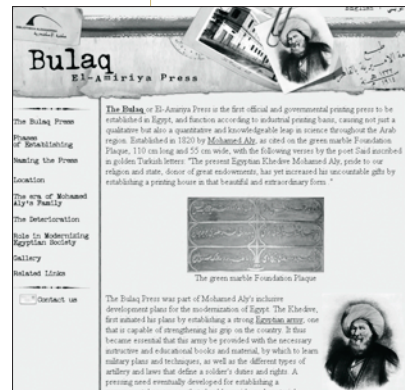 English
Bulaq
El-Amiriya Press
The Bulaq Press
Phases
of Establishing
Naming the Press
Location
The era of Mohamed
Aly's Family
The Deterioration
Role in Modernizing
Egyptian Society
Gallery
Related Links
Contact us
The Bulaq or El-Amiriya Press is the first official and governmental printing press to be
established in Egypt, and function according to industrial printing basis, causing not just a
qualitative but also a quantitative and knowledgeable leap in science throughout the Arab
region. Established in 1820 by Mohamed Aly, as cited on the green marble Foundation
Plaque, 110 cm long and 55 cm wide, with the following verses by the poet Said inscribed
in golden Turkish letters: "The present Egyptian Khedive Mohamed Aly, pride to our
religion and state, donor of great endowments, has yet increased his uncountable gifts by
establishing a printing house in that beautiful and extraordinary form. "
The green marble Foundation Plaque
The Bulaq Press was part of Mohamed Aly's inclusive
development plans for the modernization of Egypt. The Khedive,
first initiated his plans by establishing a strong Egyptian army, one
that is capable of strengthening his grip on the country. It thus
became essential that this army be provided with the necessary
instructive and educational books and material, by which to learn
military plans and techniques, as well as the different types of
artillery and laws that define a soldier's duties and rights. A
pressing need eventually developed for establishing a